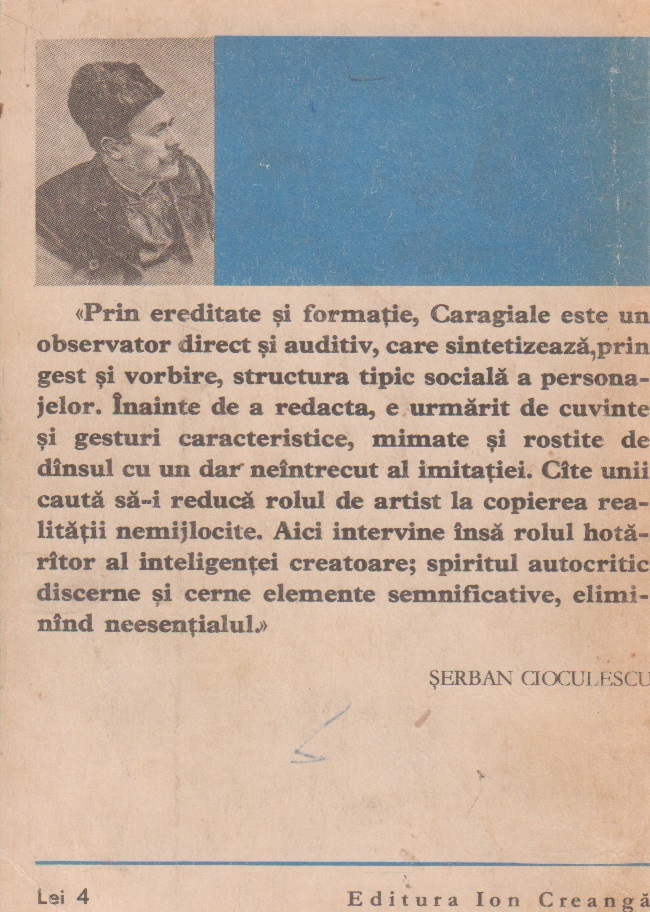 «Prin ereditate și formație, Caragiale este un
observator direct și auditiv, care sintetizează,prin
gest și vorbire, structura tipic socială a persona-
jelor. Înainte de a redacta, e urmărit de cuvinte
și gesturi caracteristice, mimate și rostite de
dînsul cu un dar neîntrecut al imitației. Cîte unii
caută să-i reducă rolul de artist la copierea rea-
lității nemijlocite. Aici intervine însă rolul hotă-
rîtor al inteligenței creatoare; spiritul autocritic
discerne și cerne elemente semnificative, elimi-
nînd neesențialul.»
ȘERBAN CIOCULESCU
Lei 4
Editura Ion Creangă